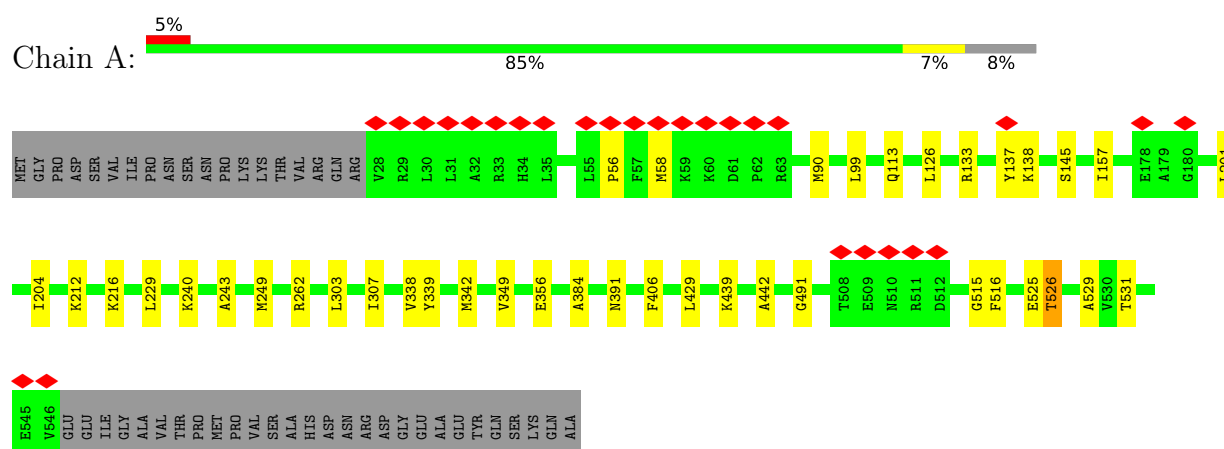 5%
Chain A:
85% 7% 8%
MET GLY PRO ASP SER VAL ILE PRO ASN SER ASN PRO LYS LYS THR VAL ARG GLN ARG V28 R29 L30 L31 A32 R33 H34 L35 L55 P56 F57 M58 K59 K60 D61 P62 R63 M90 L99 Q113 L126 R133 Y137 K138 S145 I157 E178 A179 G180
I204 K212 K216 L229 K240 A243 M249 R262 L303 I307 V338 Y339 M342 V349 E356 A384 N391 F406 L429 K439 A442 G491 T508 E509 N510 R511 D512 G515 F516 E525 T526 A529 V530 T531
E545 V546 GLU GLU ILE GLY ALA VAL THR PRO MET PRO VAL SER ALA HIS ASP ASN ARG ASP GLY GLU ALA GLU TYR GLN SER LYS GLN ALA